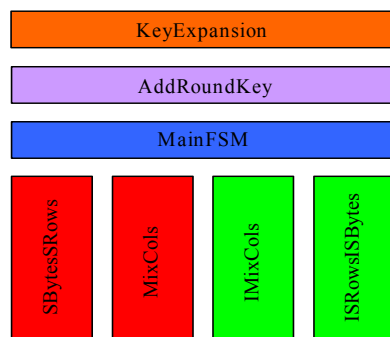 KeyExpansion
AddRoundKey
MainFSM
SBytesSRows
MixCols
IMixCols
ISRowsISBytes